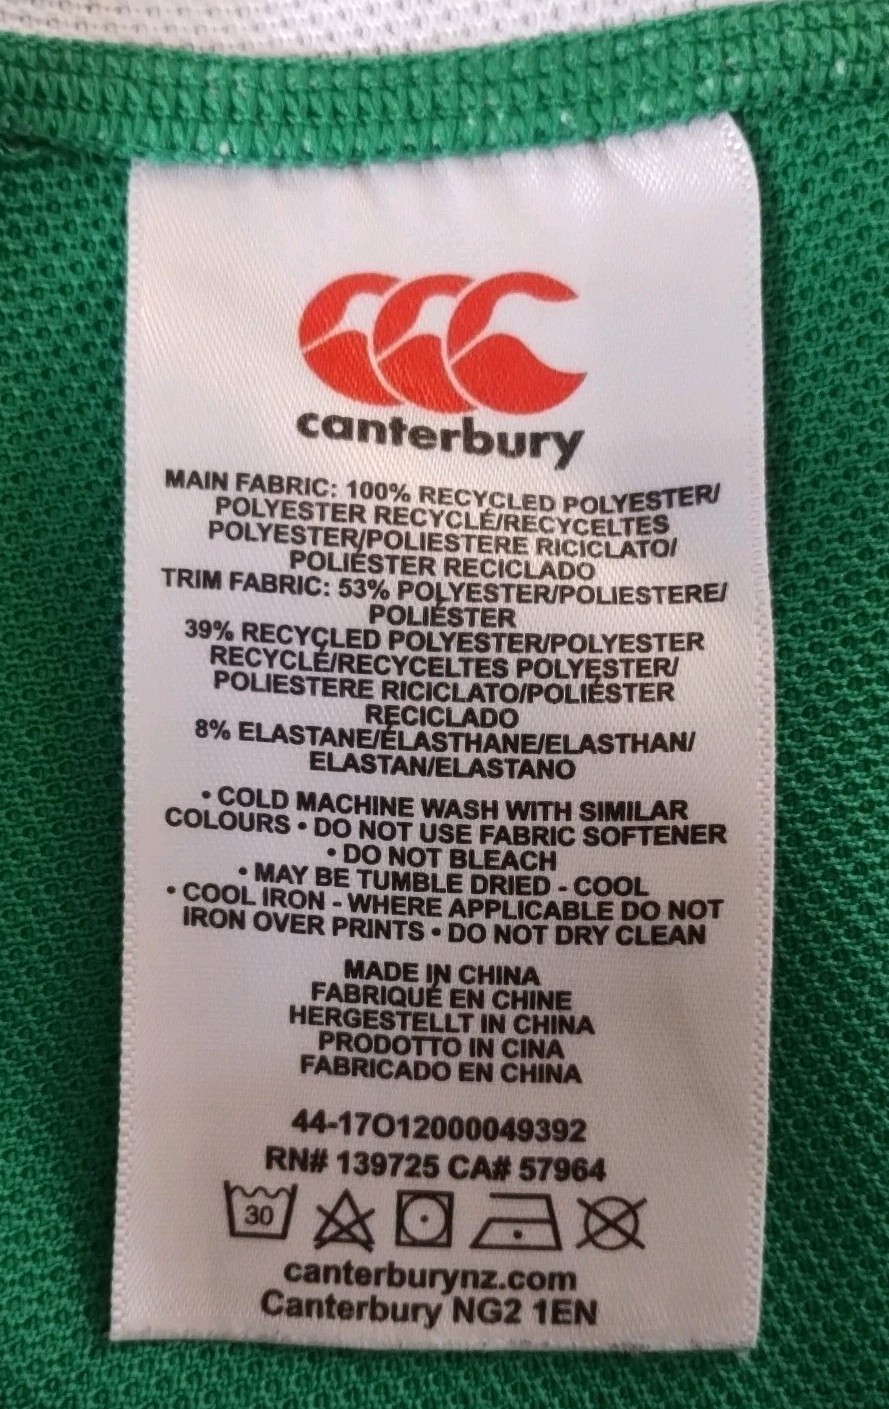 canterbury
MAIN FABRIC: 100% RECYCLED POLYESTER/
POLYESTER RECYCLÉ/RECYCELTES
POLYESTER/POLIESTERE RICICLATO/
POLIÉSTER RECICLADO
TRIM FABRIC: 53% POLYESTER/POLIESTERE/
POLIÉSTER
39% RECYCLED POLYESTER/POLYESTER
RECYCLÉ/RECYCELTES POLYESTER/
POLIESTERE RICICLATO/POLIÉSTER
RECICLADO
8% ELASTANE/ÉLASTHANE/ELASTHAN/
ELASTAN/ELASTANO
• COLD MACHINE WASH WITH SIMILAR
COLOURS • DO NOT USE FABRIC SOFTENER
• DO NOT BLEACH
• MAY BE TUMBLE DRIED - COOL
• COOL IRON - WHERE APPLICABLE DO NOT
IRON OVER PRINTS • DO NOT DRY CLEAN
MADE IN CHINA
FABRIQUÉ EN CHINE
HERGESTELLT IN CHINA
PRODOTTO IN CINA
FABRICADO EN CHINA
44-17O12000049392
RN# 139725 CA# 57964
30
canterburynz.com
Canterbury NG2 1EN